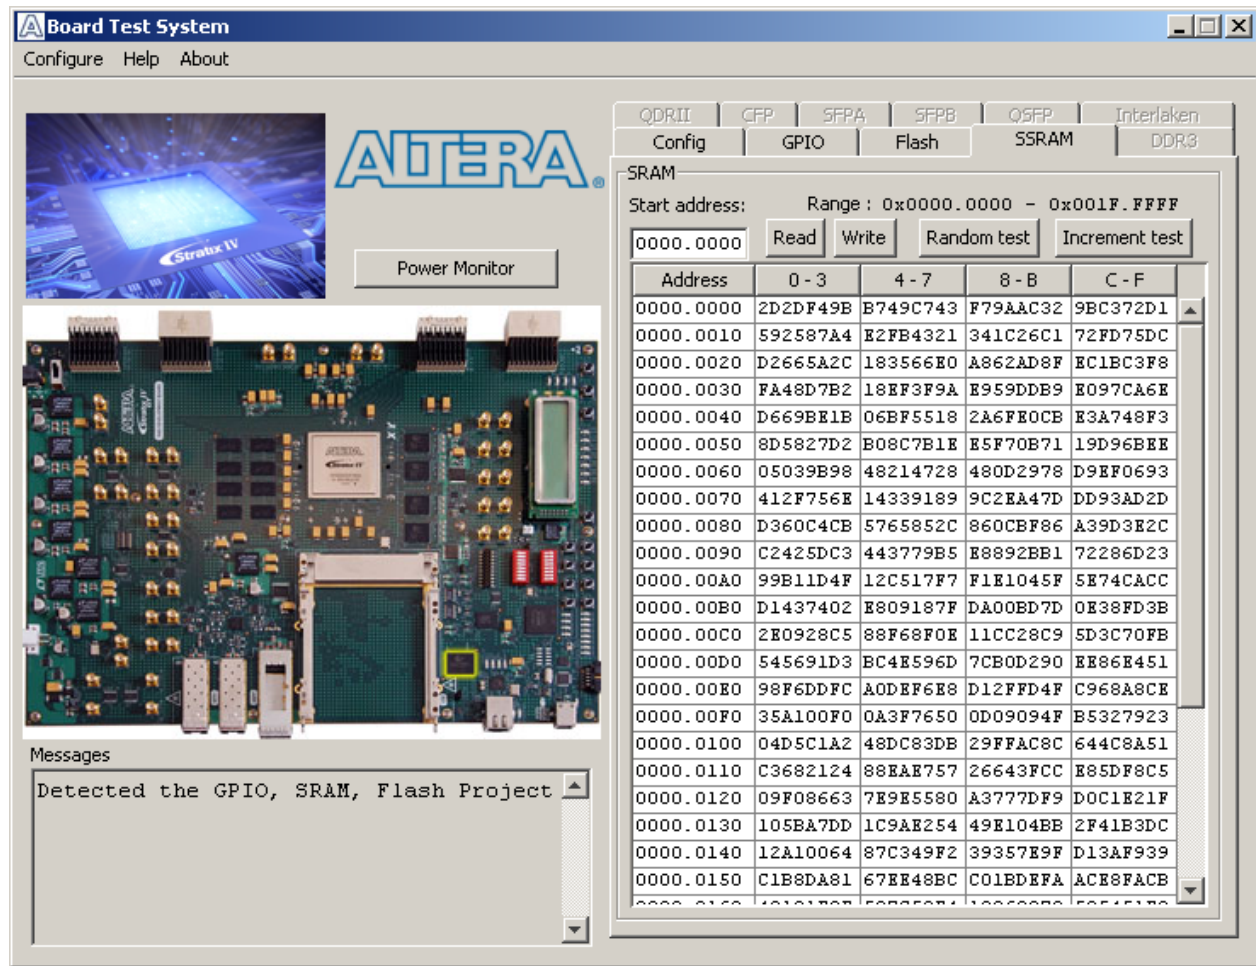 Board Test System
Configure Help About
QDRII CFP SFPA SFPB QSFP Interlaken
Config GPIO Flash SSRAM DDR3
ALTERA
Stratix IV
Power Monitor
SRAM
Start address: Range : 0x0000.0000 - 0x001F.FFFF
0000.0000 Read Write Random test Increment test
Address 0 - 3 4 - 7 8 - B C - F
0000.0000 2D2DF49B B749C743 F79AAC32 9BC372D1
0000.0010 592587A4 E2FB4321 341C26C1 72FD75DC
0000.0020 D2665A2C 183566E0 A862AD8F EC1BC3F8
0000.0030 FA48D7B2 18EF3F9A E959DDB9 E097CA6E
0000.0040 D669BE1B 06BF5518 2A6FE0CB E3A748F3
0000.0050 8D5827D2 B08C7B1E E5F70B71 19D96BEE
0000.0060 05039B98 48214728 480D2978 D9EF0693
0000.0070 412F756E 14339189 9C2EA47D DD93AD2D
0000.0080 D360C4CB 5765852C 860CBF86 A39D3E2C
0000.0090 C2425DC3 443779B5 E8892BB1 72286D23
0000.00A0 99B11D4F 12C517F7 F1E1045F 5E74CACC
0000.00B0 D1437402 E809187F DA00BD7D 0E38FD3B
0000.00C0 2E0928C5 88F68F0E 11CC28C9 5D3C70FB
0000.00D0 545691D3 BC4E596D 7CB0D290 EE86E451
0000.00E0 98F6DDFC A0DEF6E8 D12FFD4F C968A8CE
0000.00F0 35A100F0 0A3F7650 0D09094F B5327923
0000.0100 04D5C1A2 48DC83DB 29FFAC8C 644C8A51
0000.0110 C3682124 88EAE757 26643FCC E85DF8C5
0000.0120 09F08663 7E9E5580 A3777DF9 D0C1E21F
0000.0130 105BA7DD 1C9AE254 49E104BB 2F41B3DC
0000.0140 12A10064 87C349F2 39357E9F D13AF939
0000.0150 C1B8DA81 67EE48BC C01BDEFA ACE8FACB
Messages
Detected the GPIO, SRAM, Flash Project